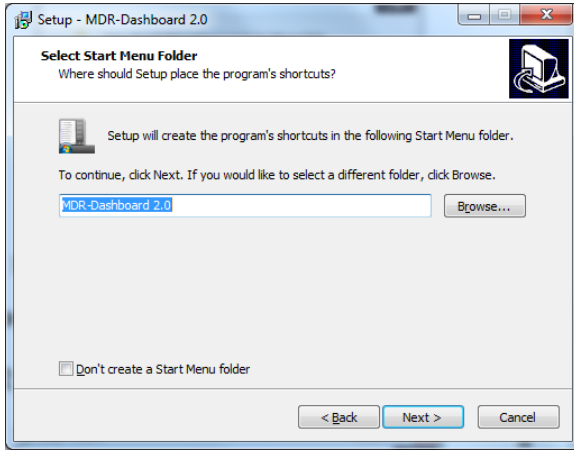 Setup - MDR-Dashboard 2.0
Select Start Menu Folder
Where should Setup place the program's shortcuts?
Setup will create the program's shortcuts in the following Start Menu folder.
To continue, click Next. If you would like to select a different folder, click Browse.
MDR-Dashboard 2.0
Browse...
Don't create a Start Menu folder
< Back
Next >
Cancel